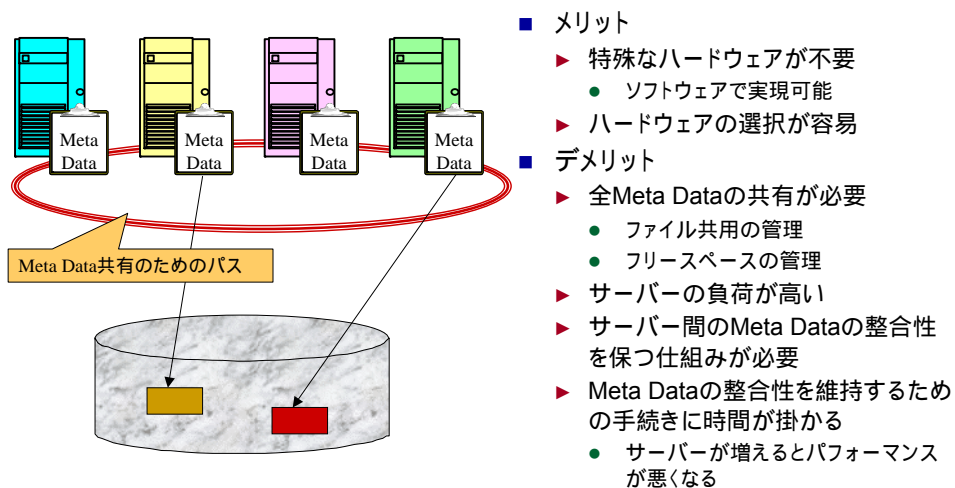 Meta
Data
Meta
Data
Meta
Data
Meta
Data
Meta Data共有のためのパス
メリット
特殊なハードウェアが不要
ソフトウェアで実現可能
ハードウェアの選択が容易
デメリット
全Meta Dataの共有が必要
ファイル共用の管理
フリースペースの管理
サーバーの負荷が高い
サーバー間のMeta Dataの整合性
を保つ仕組みが必要
Meta Dataの整合性を維持するため
の手続きに時間が掛かる
サーバーが増えるとパフォーマンス
が悪くなる